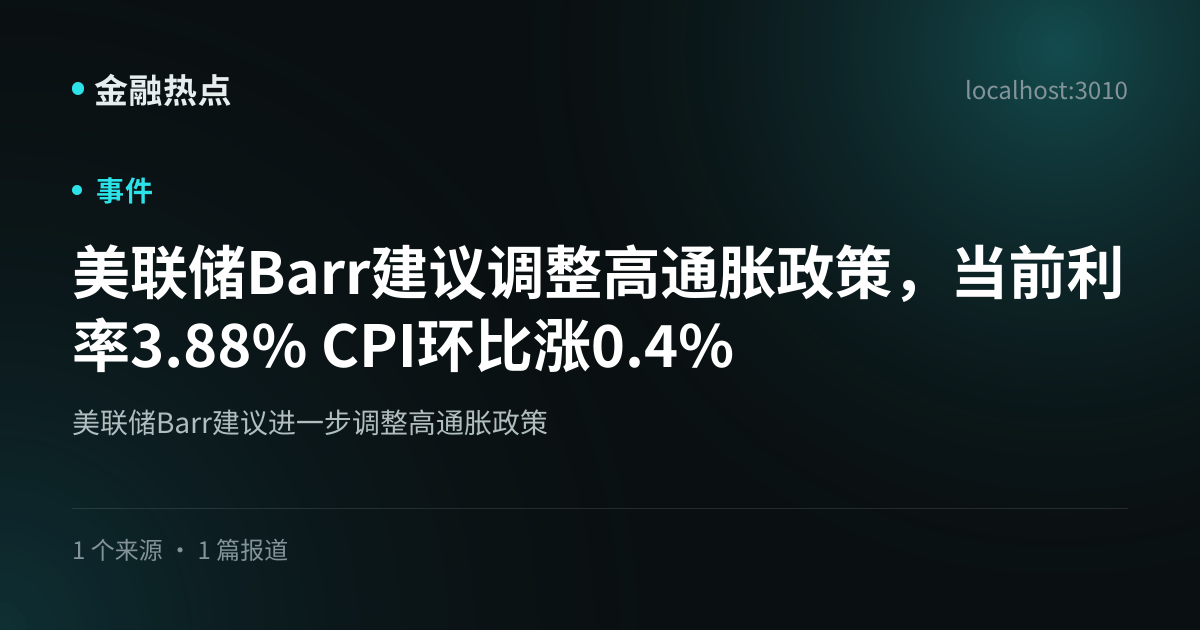 金融热点
localhost:3010
事件
美联储Barr建议调整高通胀政策，当前利
率3.88% CPI环比涨0.4%
美联储Barr建议进一步调整高通胀政策
1 个来源 · 1 篇报道